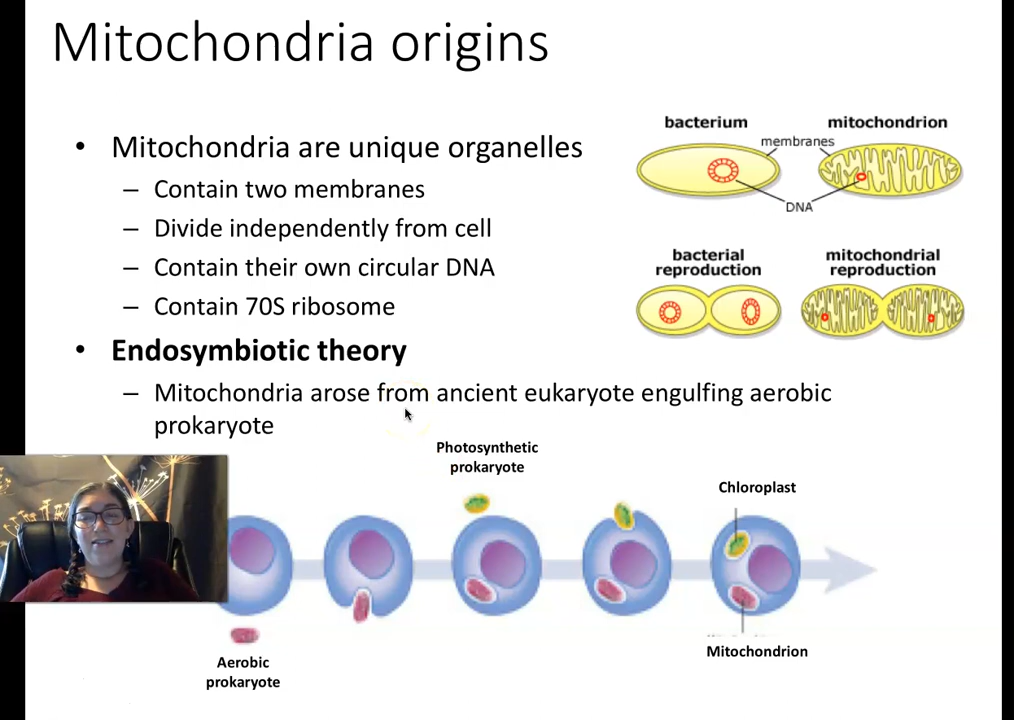 Mitochondria origins
• Mitochondria are unique organelles
– Contain two membranes
– Divide independently from cell
– Contain their own circular DNA
– Contain 70S ribosome
• Endosymbiotic theory
– Mitochondria arose from ancient eukaryote engulfing aerobic
prokaryote
bacterium
mitochondrion
membranes
DNA
bacterial
reproduction
mitochondrial
reproduction
Photosynthetic
prokaryote
Chloroplast
Aerobic
prokaryote
Mitochondrion